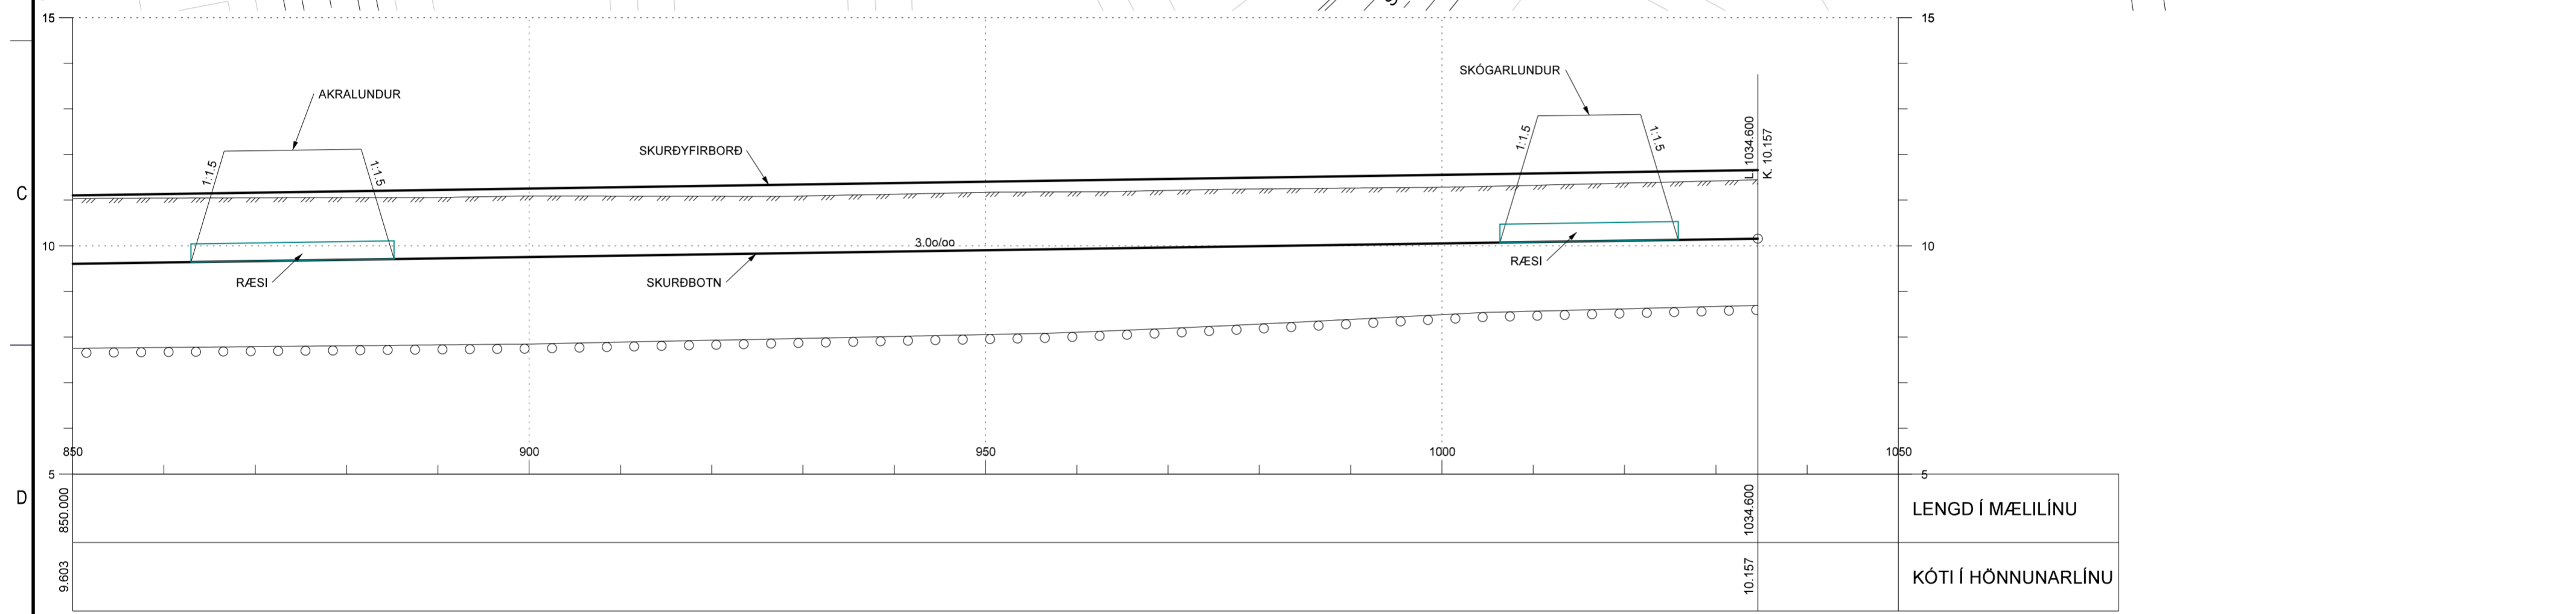 15
15
SKÓGARLUNDUR
AKRALUNDUR
1:1.5
1:1.5
L. 1034.600
K. 10.157
SKURÐYFIRBORÐ
1:1.5
1:1.5
C
10
3.0o/oo
10
RÆSI
RÆSI
SKURÐBOTN
850
900
950
1000
1050
5
5
D
850.000
1034.600
LENGD Í MÆLILÍNU
9.603
10.157
KÓTI Í HÖNNUNARLÍNU